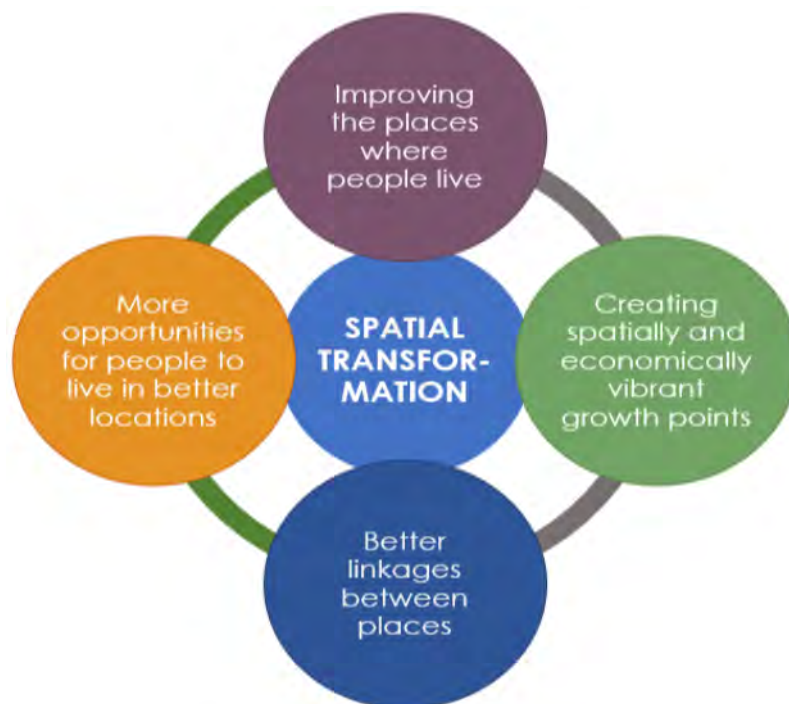 Improving
the places
where
people live
More
opportunities
for people to
live in better
locations
SPATIAL
TRANSFOR-
MATION
Creating
spatially and
economically
vibrant
growth points
Better
linkages
between
places